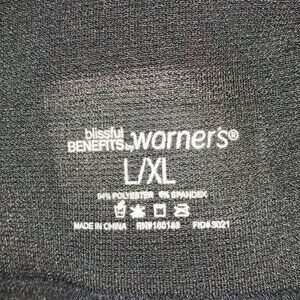 blissful
BENEFITS by warner's®
L/XL
94% POLYESTER 6% SPANDEX
MADE IN CHINA